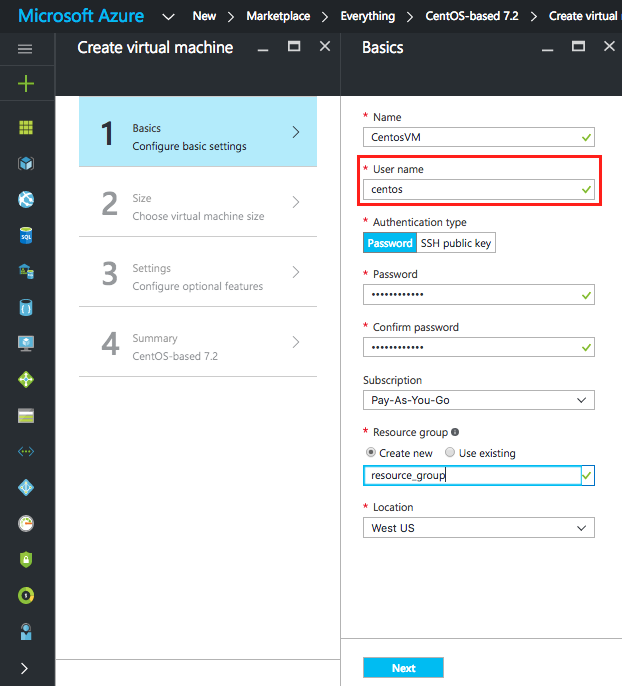 Microsoft Azure New > Marketplace > Everything > CentOS-based 7.2 > Create virtual
Create virtual machine
Basics
1
Basics
Configure basic settings
2
Size
Choose virtual machine size
3
Settings
Configure optional features
4
Summary
CentOS-based 7.2
* Name
CentosVM
* User name
centos
* Authentication type
Password SSH public key
* Password
••••••••••••
* Confirm password
••••••••••••
Subscription
Pay-As-You-Go
* Resource group
Create new Use existing
resource_group
* Location
West US
Next
SQL